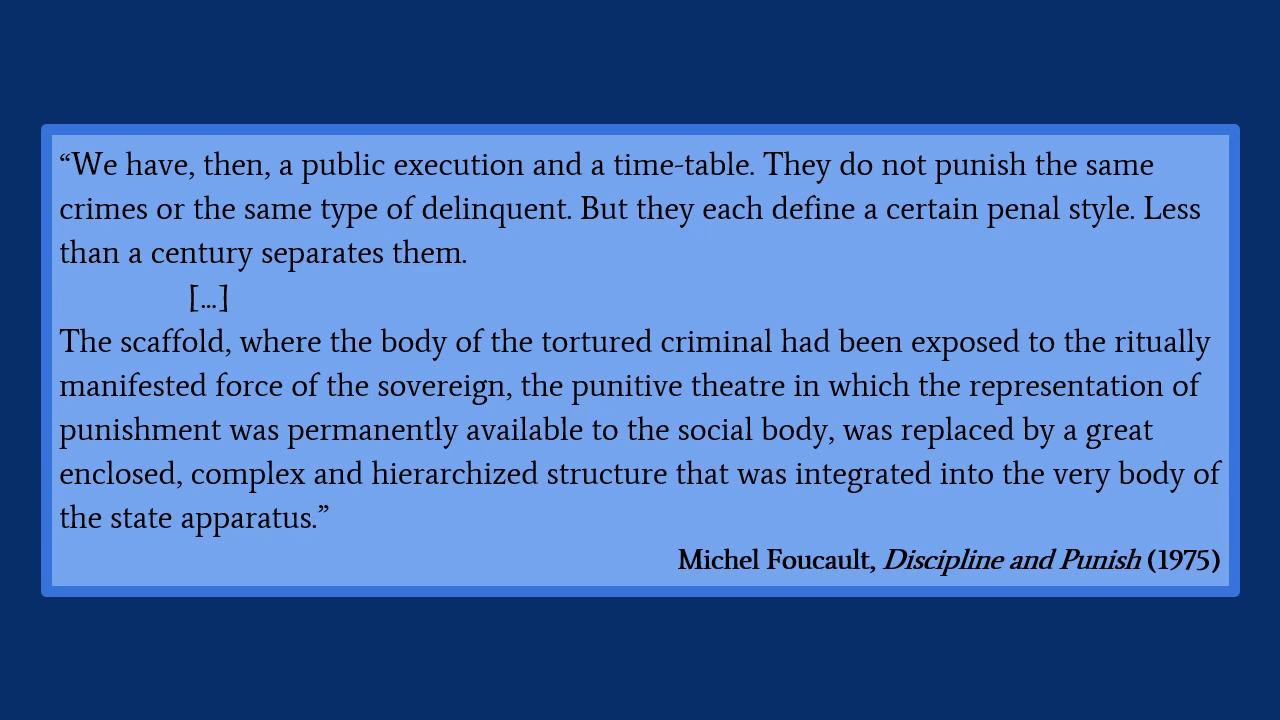 “We have, then, a public execution and a time-table. They do not punish the same
crimes or the same type of delinquent. But they each define a certain penal style. Less
than a century separates them.
[...]
The scaffold, where the body of the tortured criminal had been exposed to the ritually
manifested force of the sovereign, the punitive theatre in which the representation of
punishment was permanently available to the social body, was replaced by a great
enclosed, complex and hierarchized structure that was integrated into the very body of
the state apparatus.”
Michel Foucault, Discipline and Punish (1975)